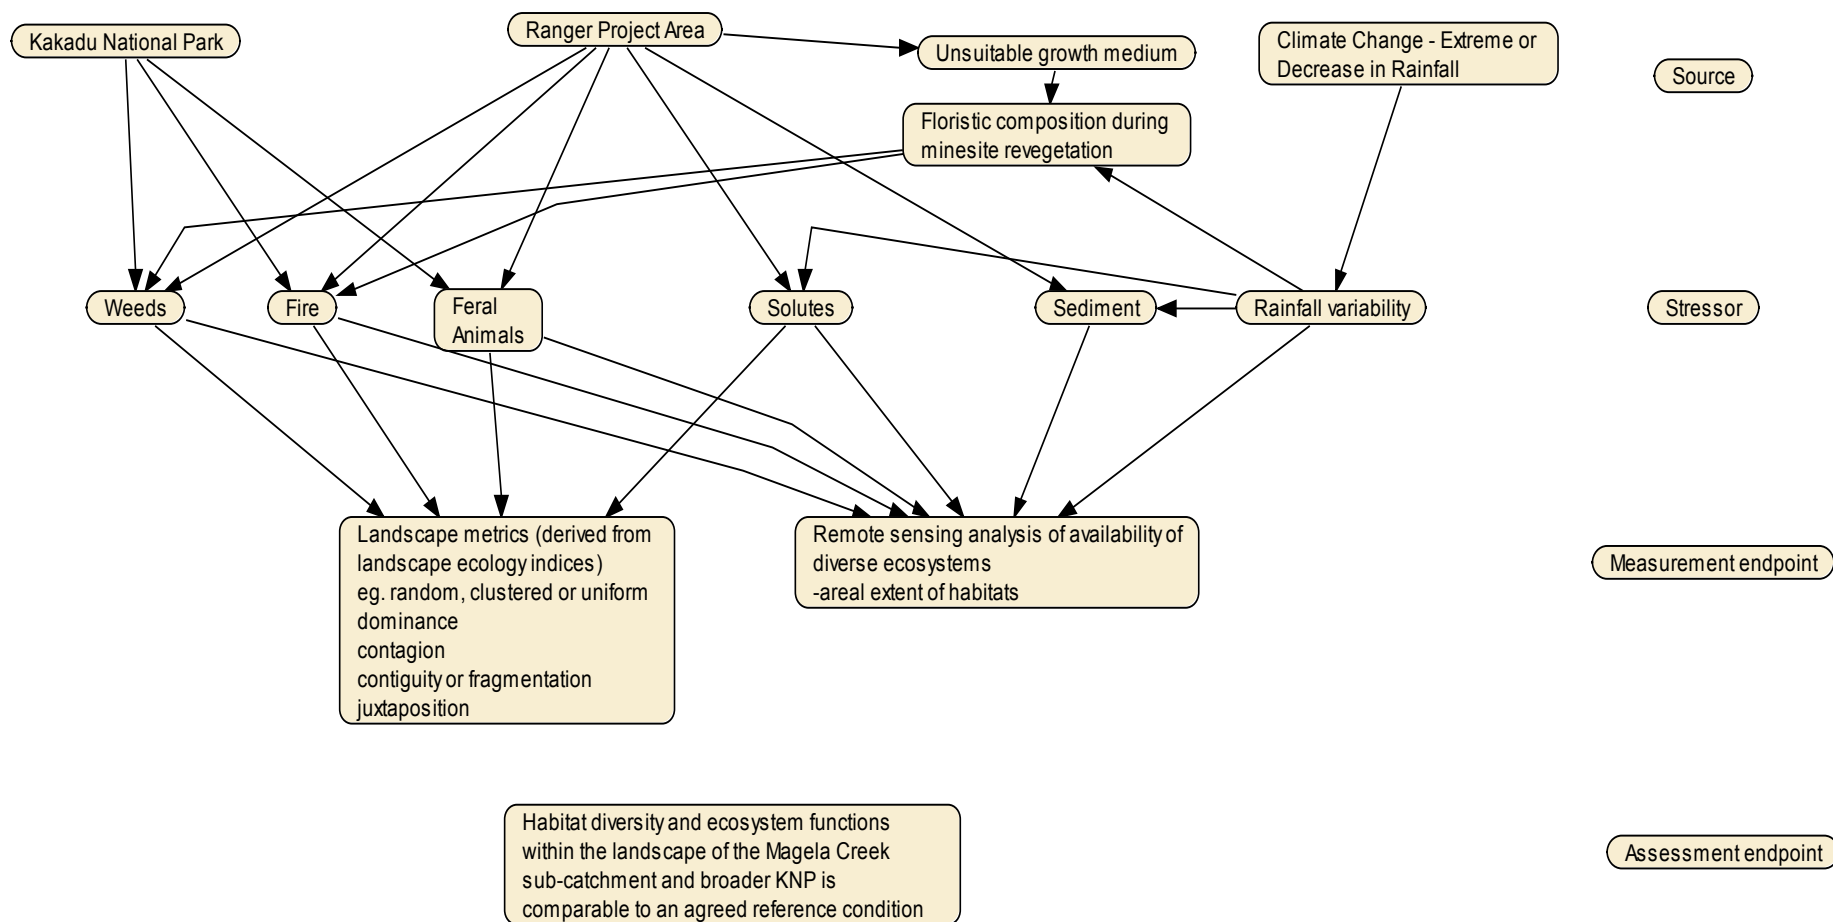 Kakadu National Park
Ranger Project Area
Unsuitable growth medium
Climate Change - Extreme or
Decrease in Rainfall
Source
Floristic composition during
minesite revegetation
Weeds
Fire
Feral
Animals
Solutes
Sediment
Rainfall variability
Stressor
Landscape metrics (derived from
landscape ecology indices)
eg. random, clustered or uniform
dominance
contagion
contiguity or fragmentation
juxtaposition
Remote sensing analysis of availability of
diverse ecosystems
-areal extent of habitats
Measurement endpoint
Habitat diversity and ecosystem functions
within the landscape of the Magela Creek
sub-catchment and broader KNP is
comparable to an agreed reference condition
Assessment endpoint